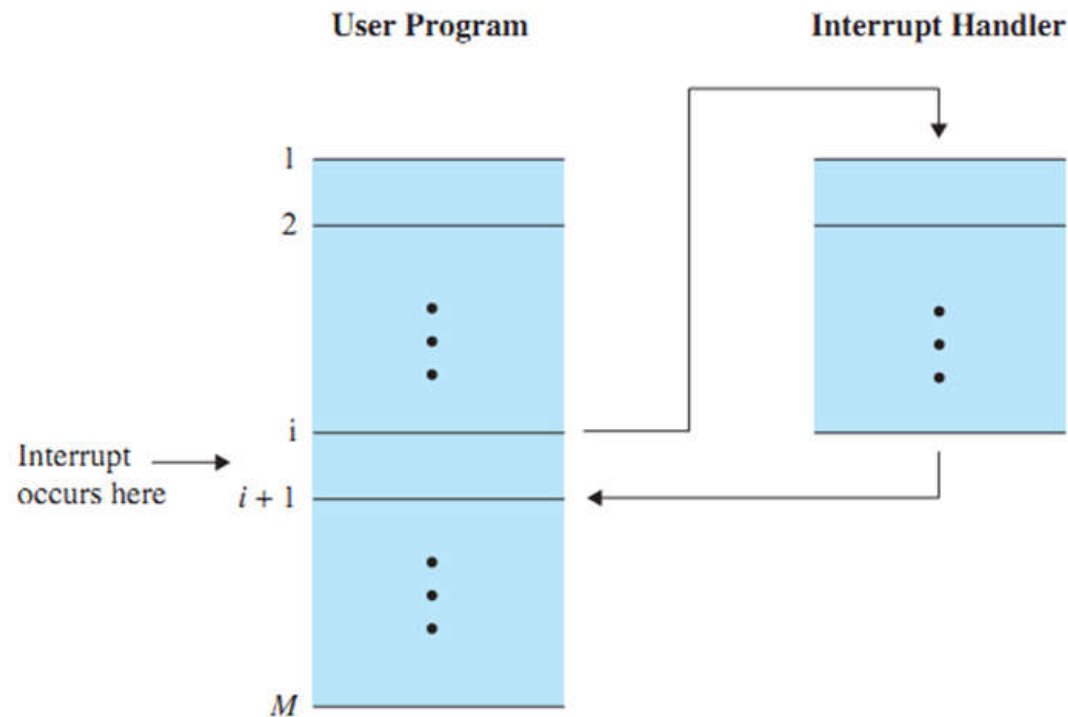 User Program
Interrupt Handler
1
2
i
Interrupt
occurs here
i + 1
M